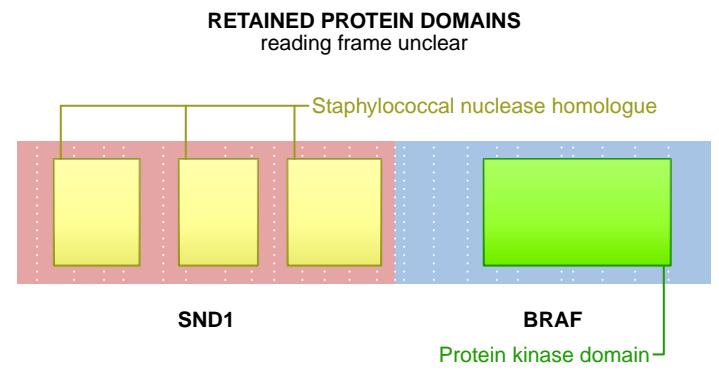 RETAINED PROTEIN DOMAINS
reading frame unclear
Staphylococcal nuclease homologue
SND1
BRAF
Protein kinase domain